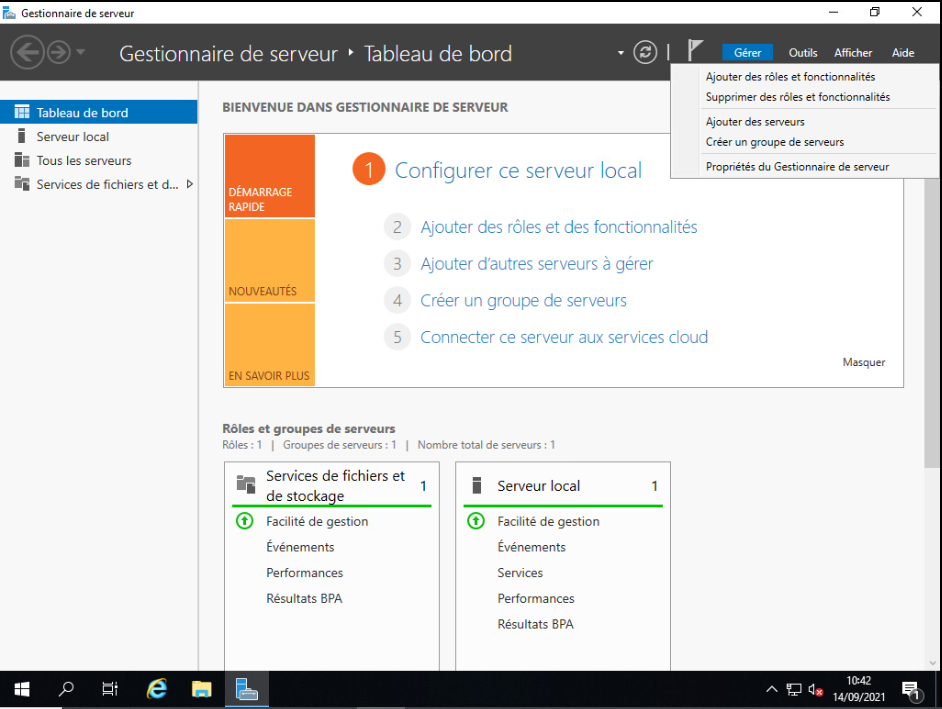 Gestionnaire de serveur
Gestionnaire de serveur ‣ Tableau de bord
Gérer Outils Afficher Aide
Ajouter des rôles et fonctionnalités
Supprimer des rôles et fonctionnalités
Ajouter des serveurs
Créer un groupe de serveurs
Propriétés du Gestionnaire de serveur
Tableau de bord
Serveur local
Tous les serveurs
Services de fichiers et d...
BIENVENUE DANS GESTIONNAIRE DE SERVEUR
DÉMARRAGE
RAPIDE
NOUVEAUTÉS
EN SAVOIR PLUS
1 Configurer ce serveur local
2 Ajouter des rôles et des fonctionnalités
3 Ajouter d'autres serveurs à gérer
4 Créer un groupe de serveurs
5 Connecter ce serveur aux services cloud
Masquer
Rôles et groupes de serveurs
Rôles : 1 | Groupes de serveurs : 1 | Nombre total de serveurs : 1
Services de fichiers et
de stockage
1
Facilité de gestion
Événements
Performances
Résultats BPA
Serveur local 1
Facilité de gestion
Événements
Services
Performances
Résultats BPA
10:42
14/09/2021
1